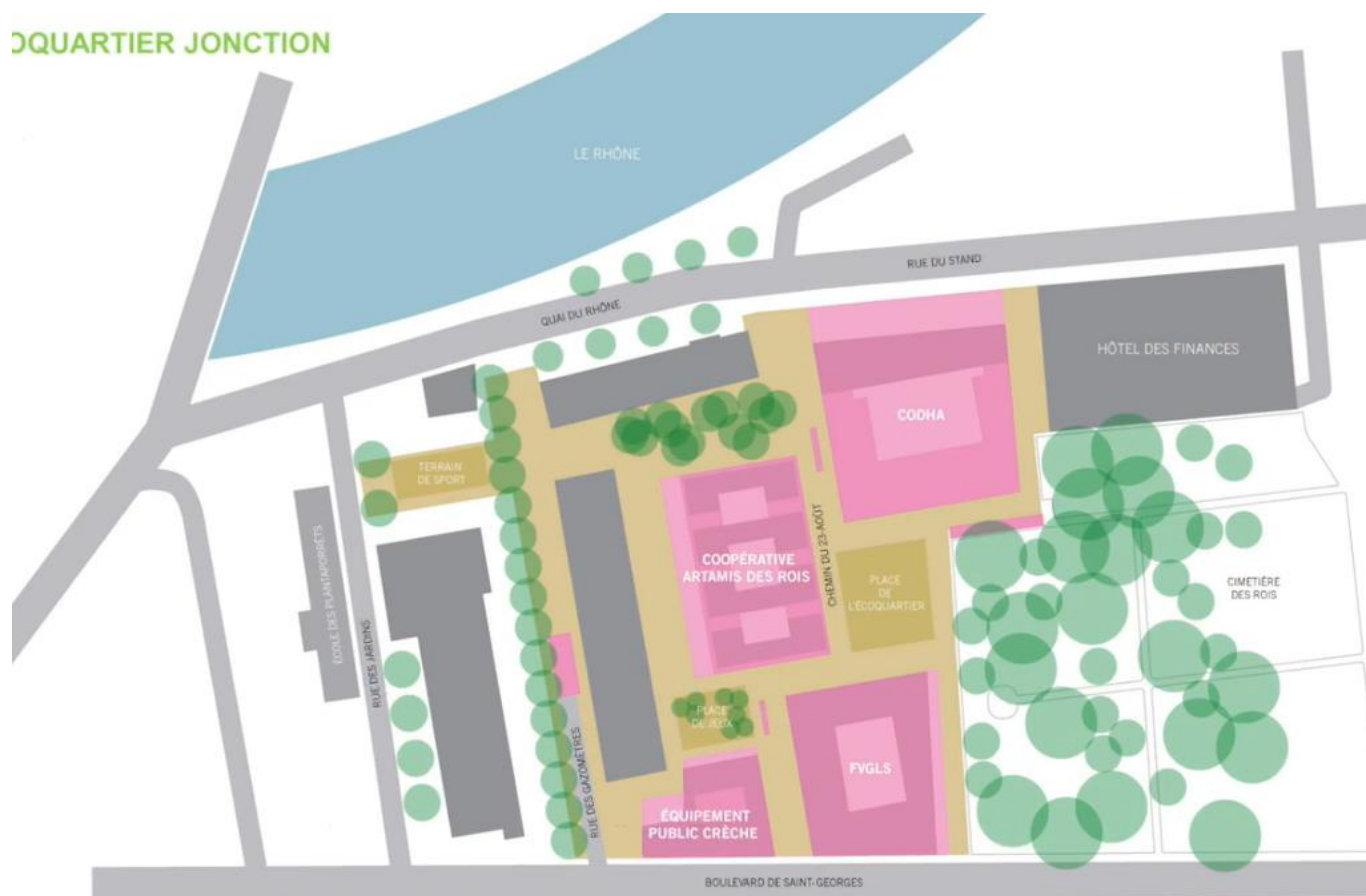 OQUARTIER JONCTION
LE RHÔNE
RUE DU STAND
QUAI DU RHÔNE
HÔTEL DES FINANCES
CODHA
TERRAIN
DE SPORT
ÉCOLE DES PLANTAPORRÊTS
RUE DES JARDINS
COOPÉRATIVE
ARTAMIS DES ROIS
CHEMIN DU 23-AOÛT
PLACE
DE
L'ÉCOQUARTIER
CIMETIÈRE
DES ROIS
PLACE
DE JEUX
RUE DES GAZOMÈTRES
FVGLS
ÉQUIPEMENT
PUBLIC CRÈCHE
BOULEVARD DE SAINT-GEORGES